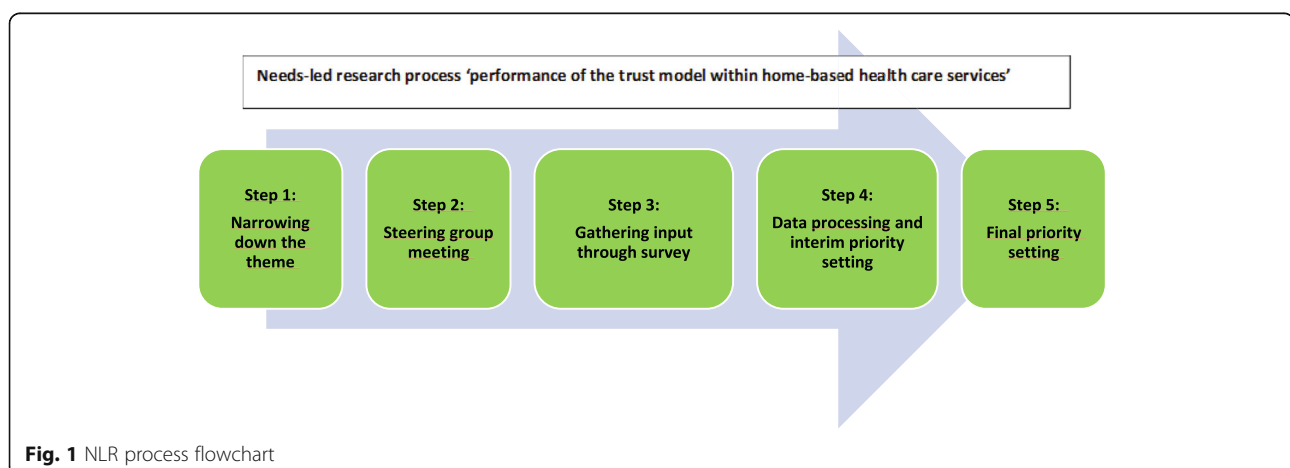 Needs-led research process ‘performance of the trust model within home-based health care services’
Step 1:
Narrowing
down the
theme
Step 2:
Steering group
meeting
Step 3:
Gathering input
through survey
Step 4:
Data processing and
interim priority
setting
Step 5:
Final priority
setting
Fig. 1 NLR process flowchart